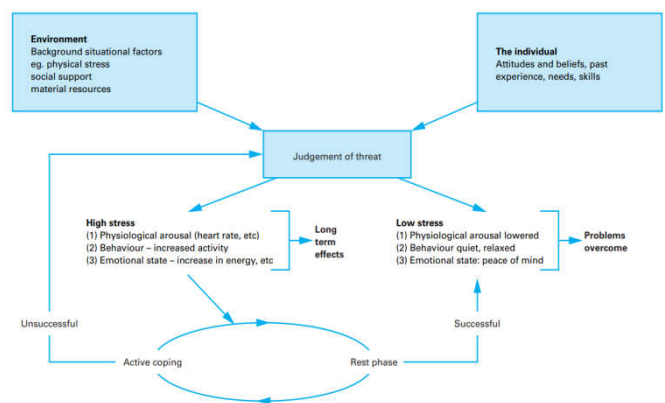 Environment
Background situational factors
eg. physical stress
social support
material resources
The individual
Attitudes and beliefs, past
experience, needs, skills
Judgement of threat
High stress
(1) Physiological arousal (heart rate, etc)
(2) Behaviour – increased activity
(3) Emotional state – increase in energy, etc
Long
term
effects
Low stress
(1) Physiological arousal lowered
(2) Behaviour quiet, relaxed
(3) Emotional state: peace of mind
Problems
overcome
Unsuccessful
Successful
Active coping
Rest phase